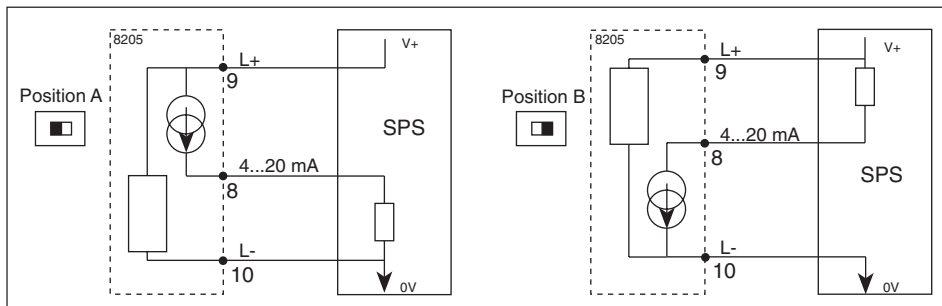 Position A
8205
L+
9
V+
SPS
4...20 mA
8
L-
10
0V
Position B
8205
L+
9
V+
4...20 mA
8
SPS
L-
10
0V